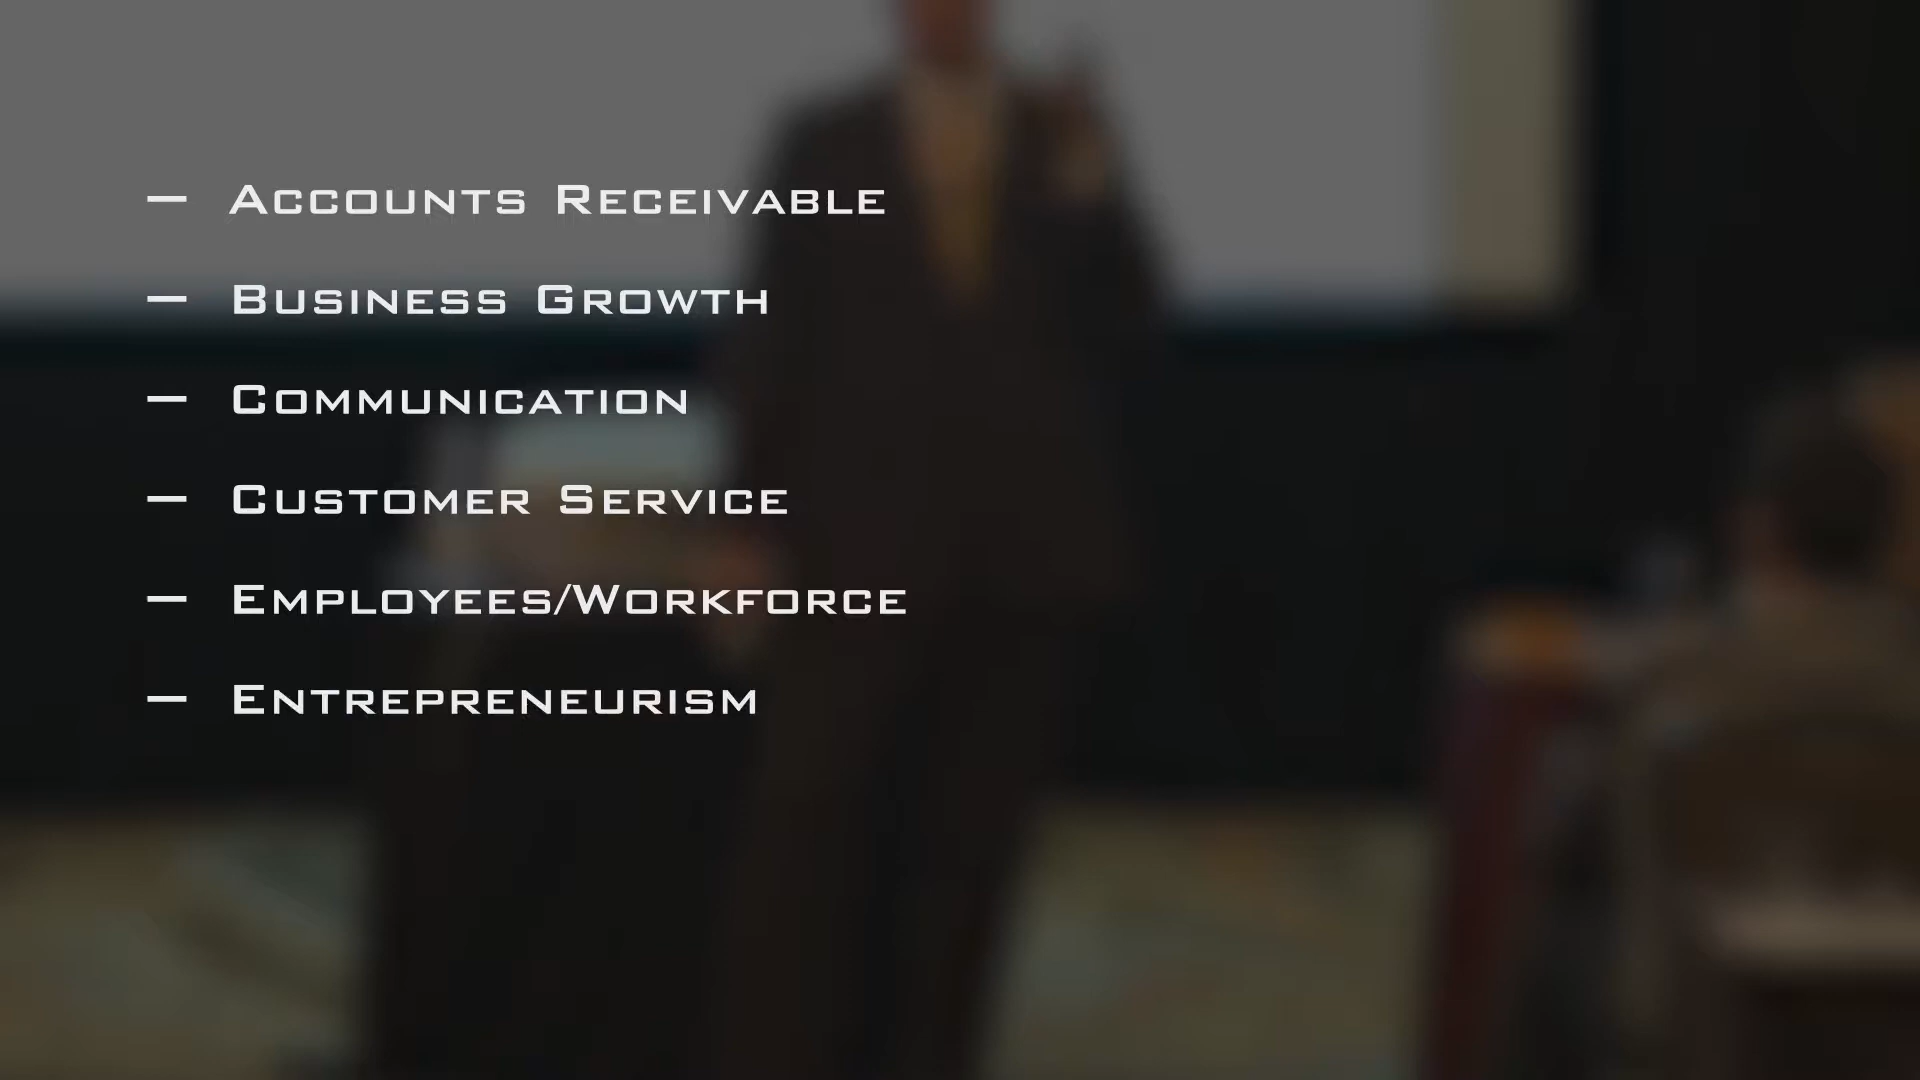 – Accounts Receivable
– Business Growth
– Communication
– Customer Service
– Employees/Workforce
– Entrepreneurism